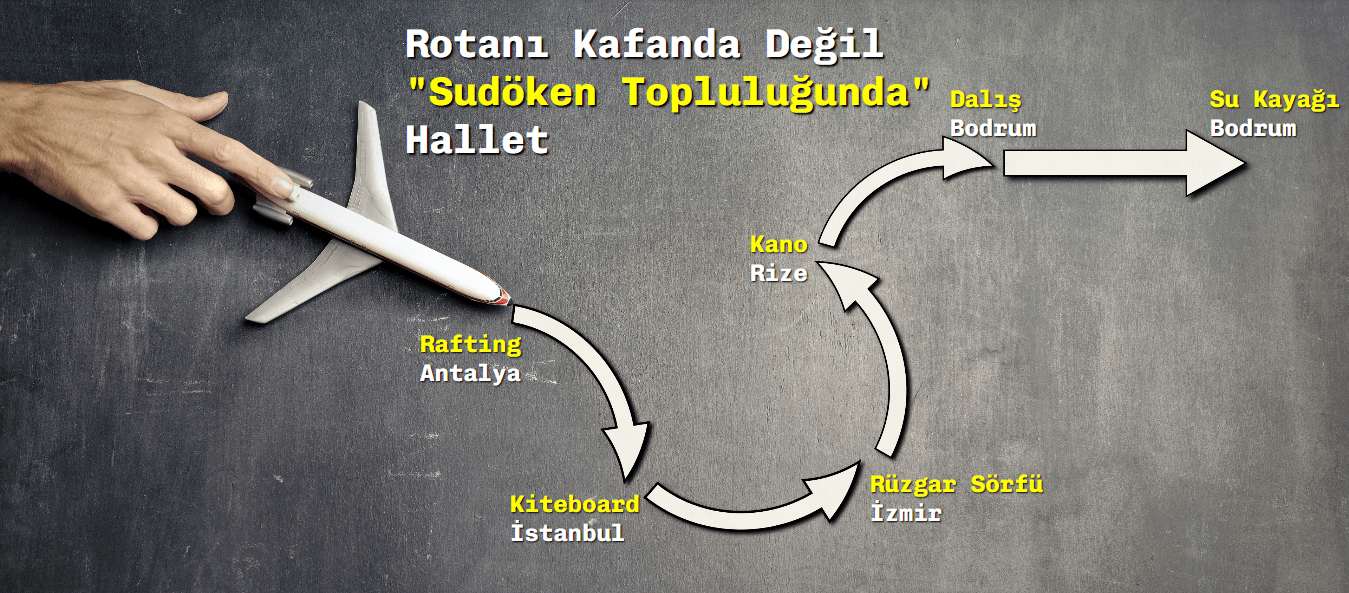 Rotanı Kafanda Değil
"Sudöken Topluluğunda"
Hallet
Rafting
Antalya
Kiteboard
İstanbul
Rüzgar Sörfü
İzmir
Kano
Rize
Dalış
Bodrum
Su Kayağı
Bodrum